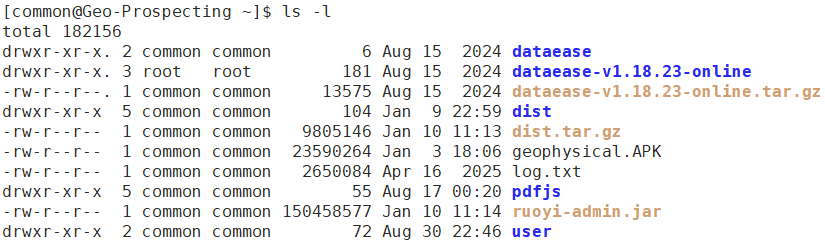 [common@Geo-Prospecting ~]$ ls -l
total 182156
drwxr-xr-x. 2 common common         6 Aug 15  2024 dataease
drwxr-xr-x. 3 root   root         181 Aug 15  2024 dataease-v1.18.23-online
-rw-r--r--. 1 common common     13575 Aug 15  2024 dataease-v1.18.23-online.tar.gz
drwxr-xr-x  5 common common       104 Jan  9 22:59 dist
-rw-r--r--  1 common common   9805146 Jan 10 11:13 dist.tar.gz
-rw-r--r--  1 common common  23590264 Jan  3 18:06 geophysical.APK
-rw-r--r--  1 common common   2650084 Apr 16  2025 log.txt
drwxr-xr-x  5 common common        55 Aug 17 00:20 pdfjs
-rw-r--r--  1 common common 150458577 Jan 10 11:14 ruoyi-admin.jar
drwxr-xr-x  2 common common        72 Aug 30 22:46 user